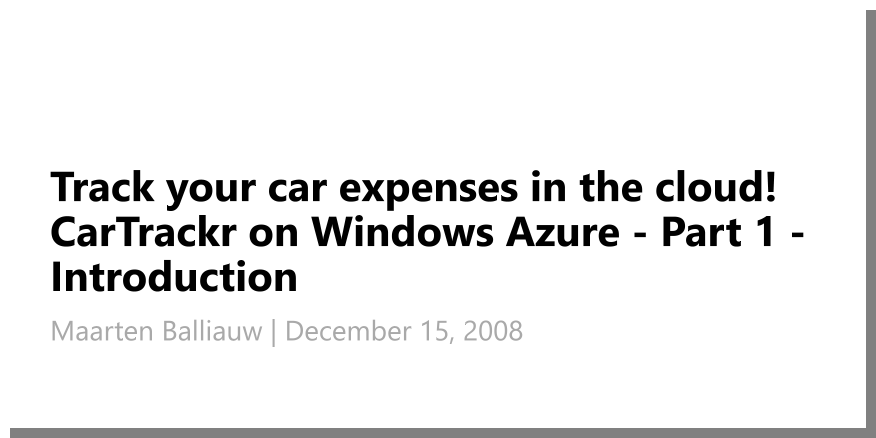 Track your car expenses in the cloud!
CarTrackr on Windows Azure - Part 1 -
Introduction
Maarten Balliauw | December 15, 2008